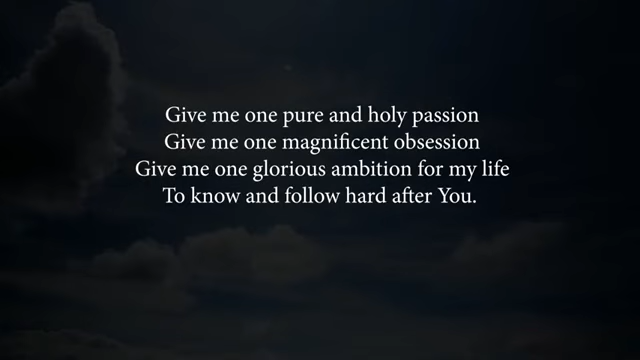 Give me one pure and holy passion
Give me one magnificent obsession
Give me one glorious ambition for my life
To know and follow hard after You.